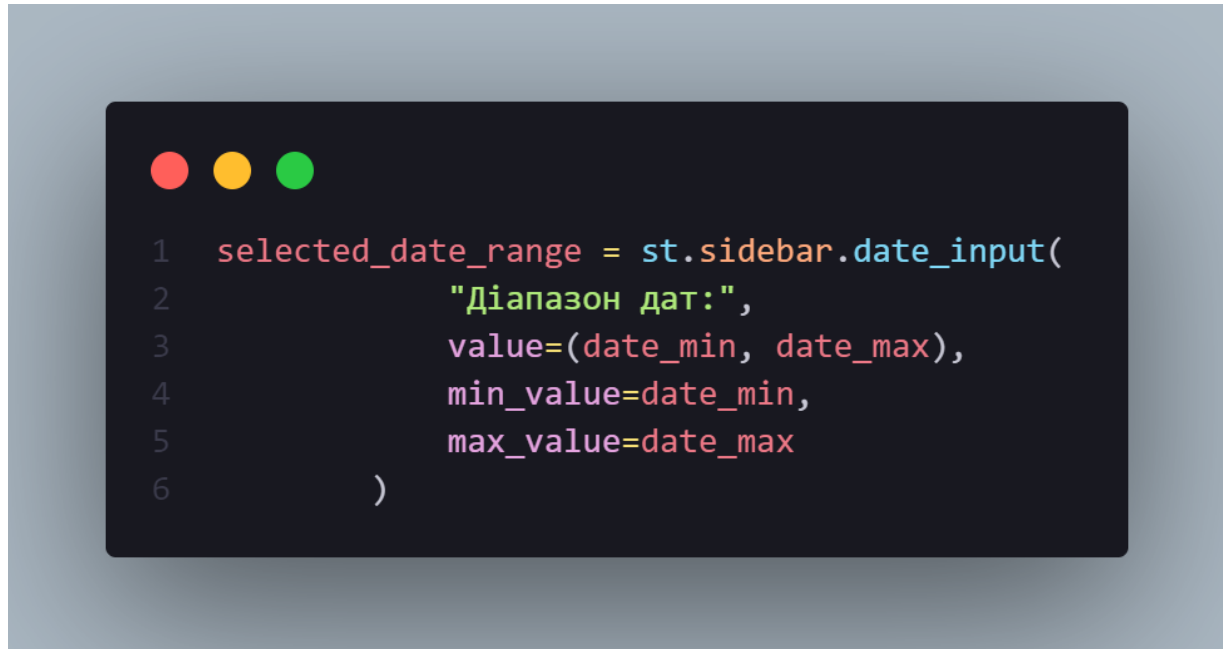 1 selected_date_range = st.sidebar.date_input(
2 "Діапазон дат:",
3 value=(date_min, date_max),
4 min_value=date_min,
5 max_value=date_max
6 )